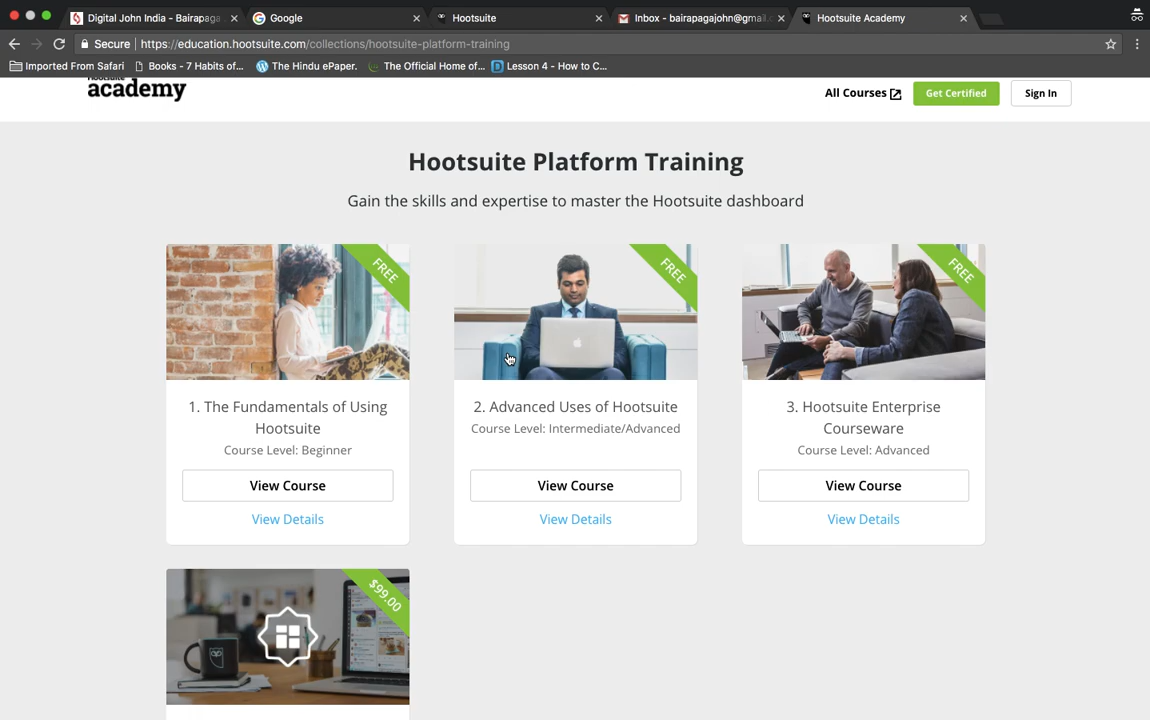 Digital John India - Bairapaga
Google
Hootsuite
Inbox - bairapagajohn@gmail.c
Hootsuite Academy
Secure https://education.hootsuite.com/collections/hootsuite-platform-training
Imported From Safari
Books - 7 Habits of...
The Hindu ePaper.
The Official Home of...
Lesson 4 - How to C...
Hootsuite
academy
All Courses
Get Certified
Sign In
Hootsuite Platform Training
Gain the skills and expertise to master the Hootsuite dashboard
FREE
FREE
FREE
1. The Fundamentals of Using
Hootsuite
Course Level: Beginner
View Course
View Details
2. Advanced Uses of Hootsuite
Course Level: Intermediate/Advanced
View Course
View Details
3. Hootsuite Enterprise
Courseware
Course Level: Advanced
View Course
View Details
$99.00